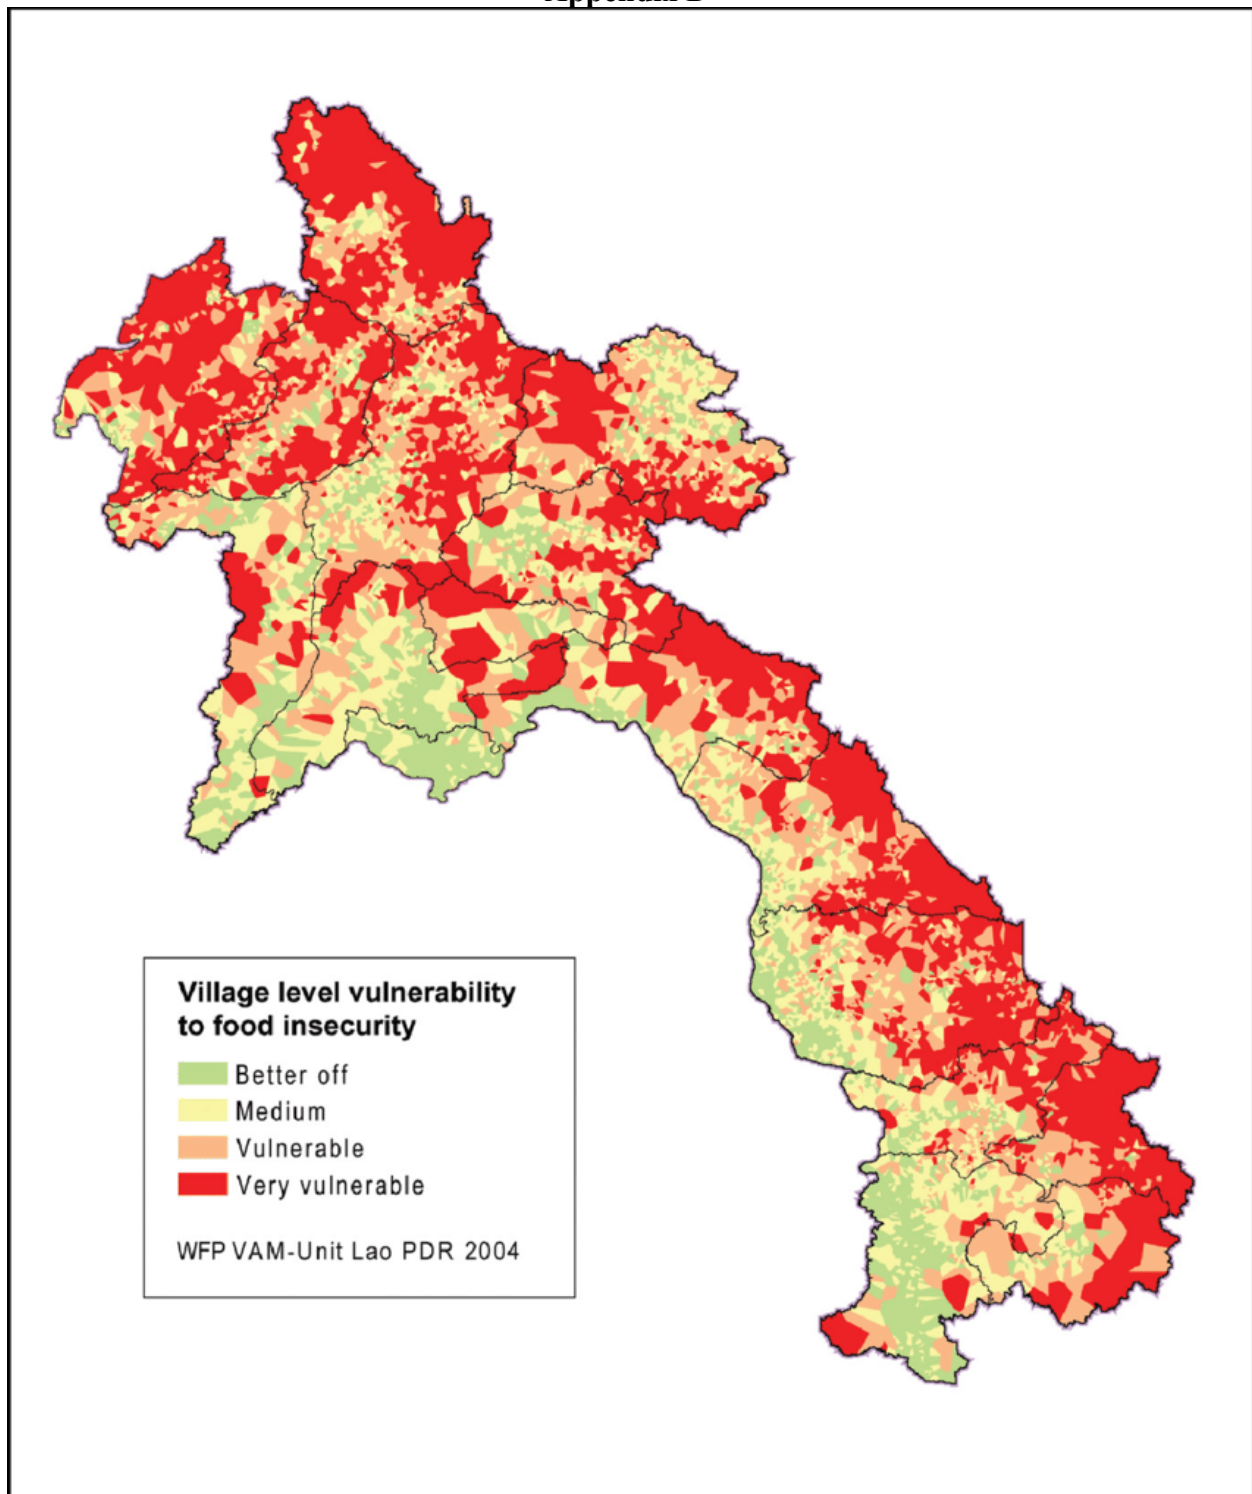 Village level vulnerability
to food insecurity
Better off
Medium
Vulnerable
Very vulnerable
WFP VAM-Unit Lao PDR 2004